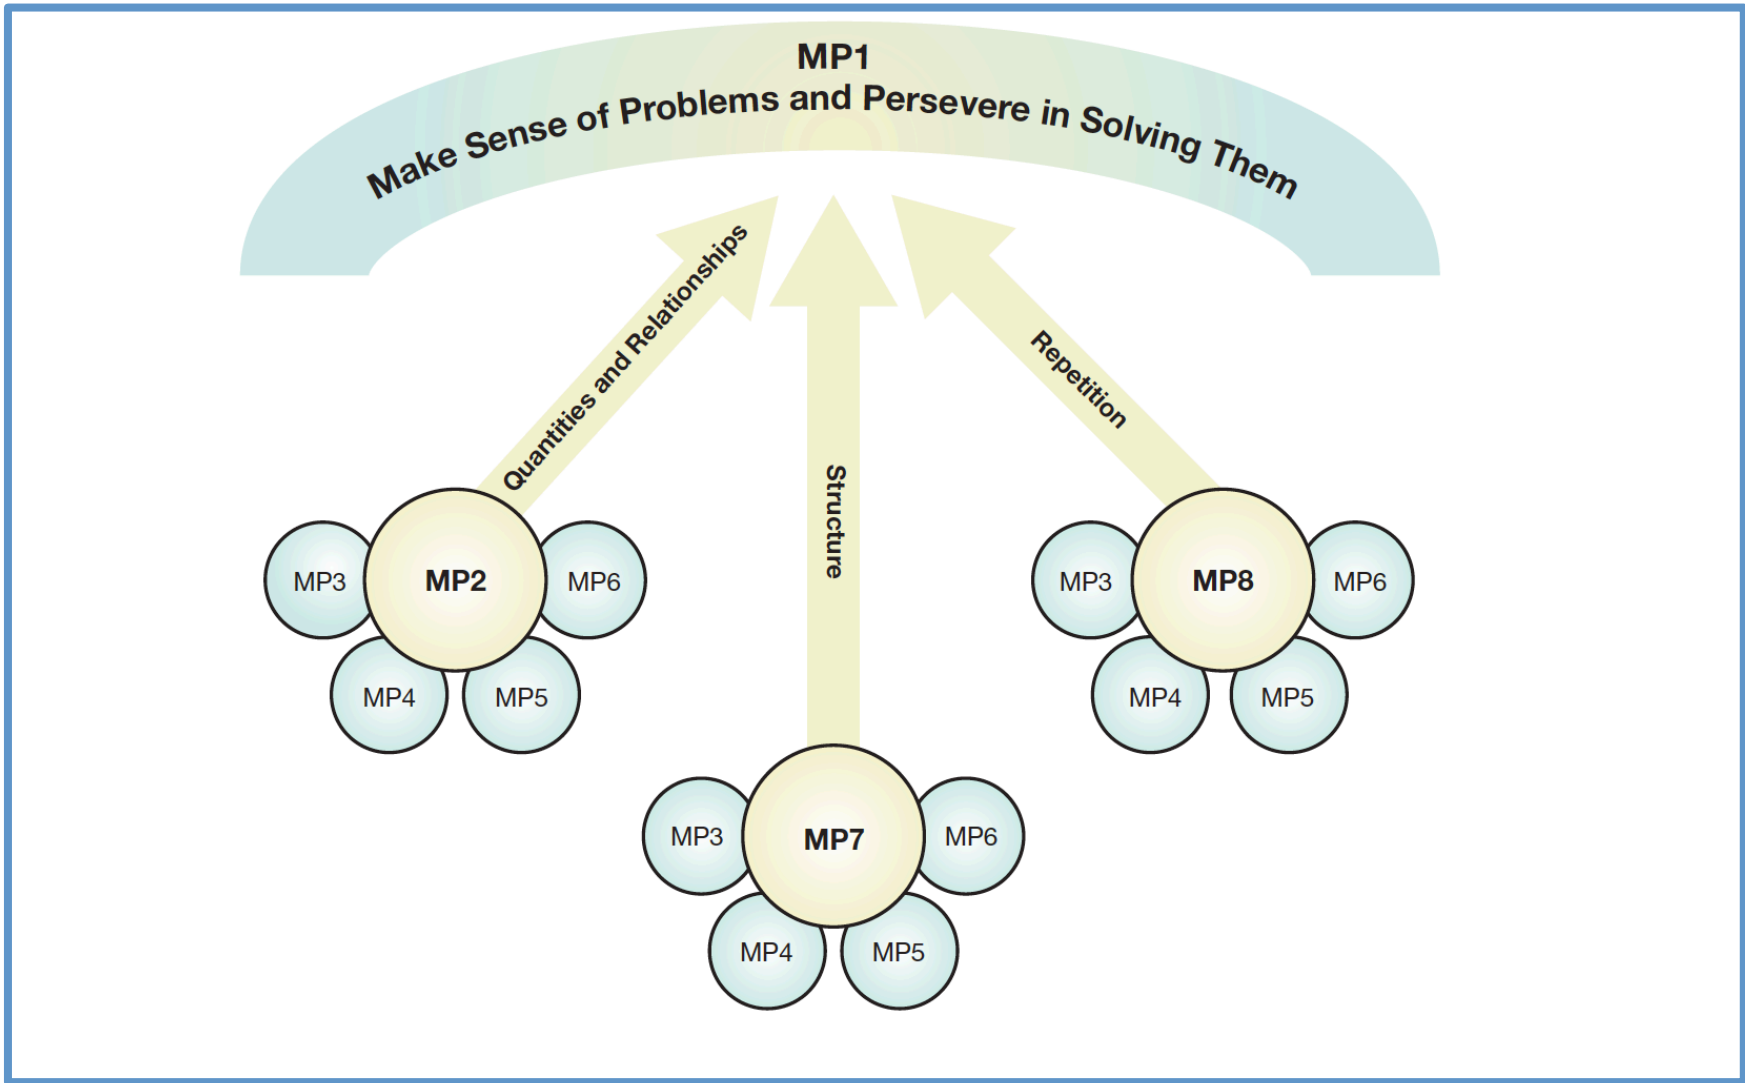 MP1
Make Sense of Problems and Persevere in Solving Them
Quantities and Relationships
Structure
Repetition
MP3
MP2
MP6
MP4
MP5
MP3
MP8
MP6
MP4
MP5
MP3
MP7
MP6
MP4
MP5